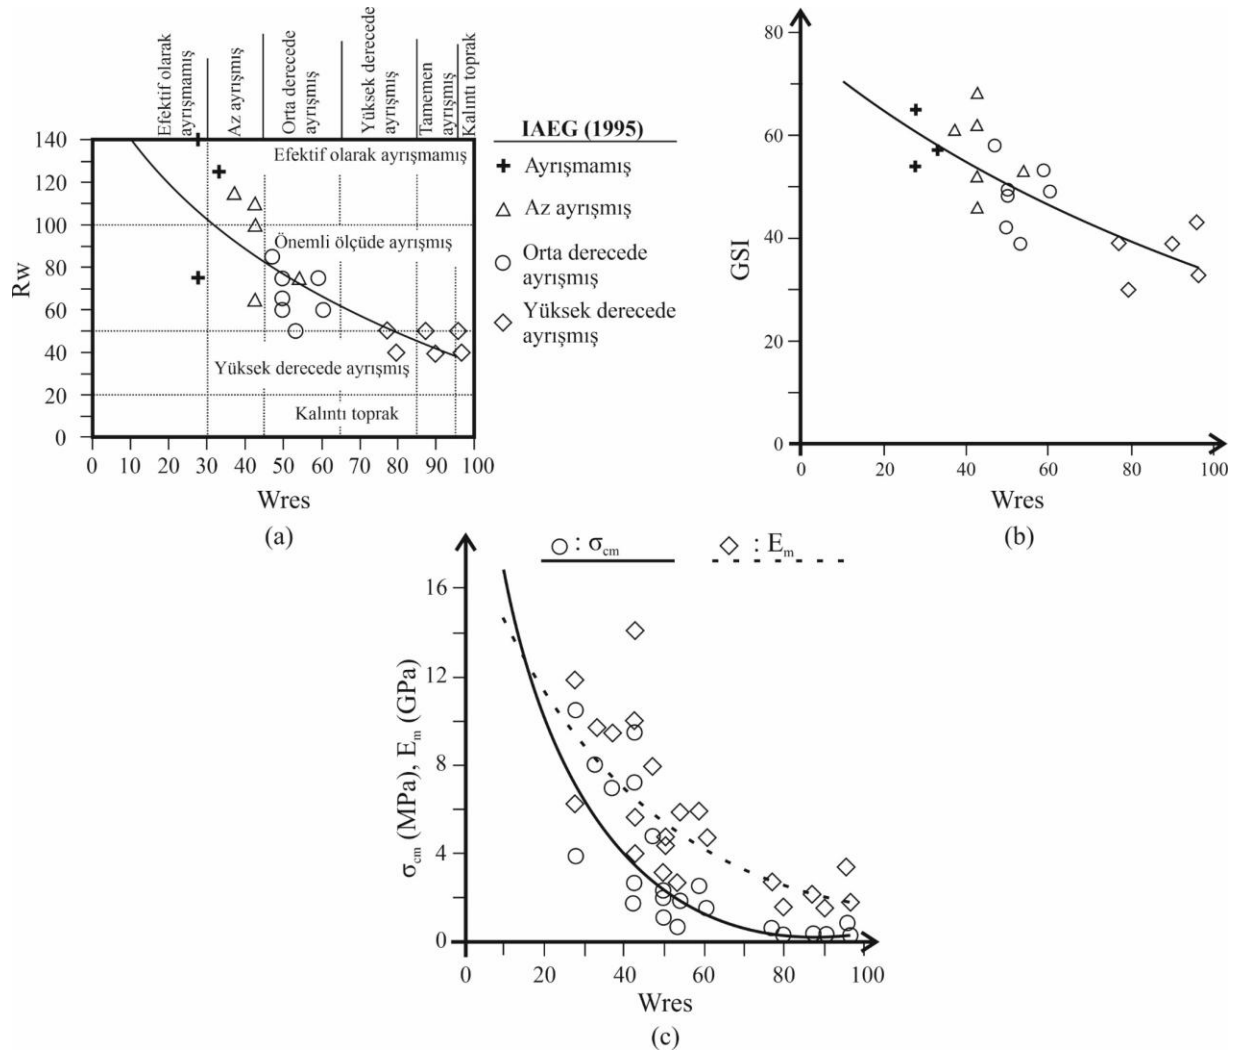 Efektif olarak
ayrışmamış
Az ayrışmış
Orta derecede
ayrışmış
Yüksek derecede
ayrışmış
Tamemen
ayrışmış
Kalıntı toprak
140
120
100
80
60
40
20
0
Rw
Efektif olarak ayrışmamış
Önemli ölçüde ayrışmış
Yüksek derecede ayrışmış
Kalıntı toprak
0 10 20 30 40 50 60 70 80 90 100
Wres
(a)
IAEG (1995)
Ayrışmamış
Az ayrışmış
Orta derecede
ayrışmış
Yüksek derecede
ayrışmış
80
60
40
20
0
GSI
0 20 40 60 80 100
Wres
(b)
: σcm
: Em
16
12
8
4
0
σcm (MPa), Em (GPa)
0 20 40 60 80 100
Wres
(c)